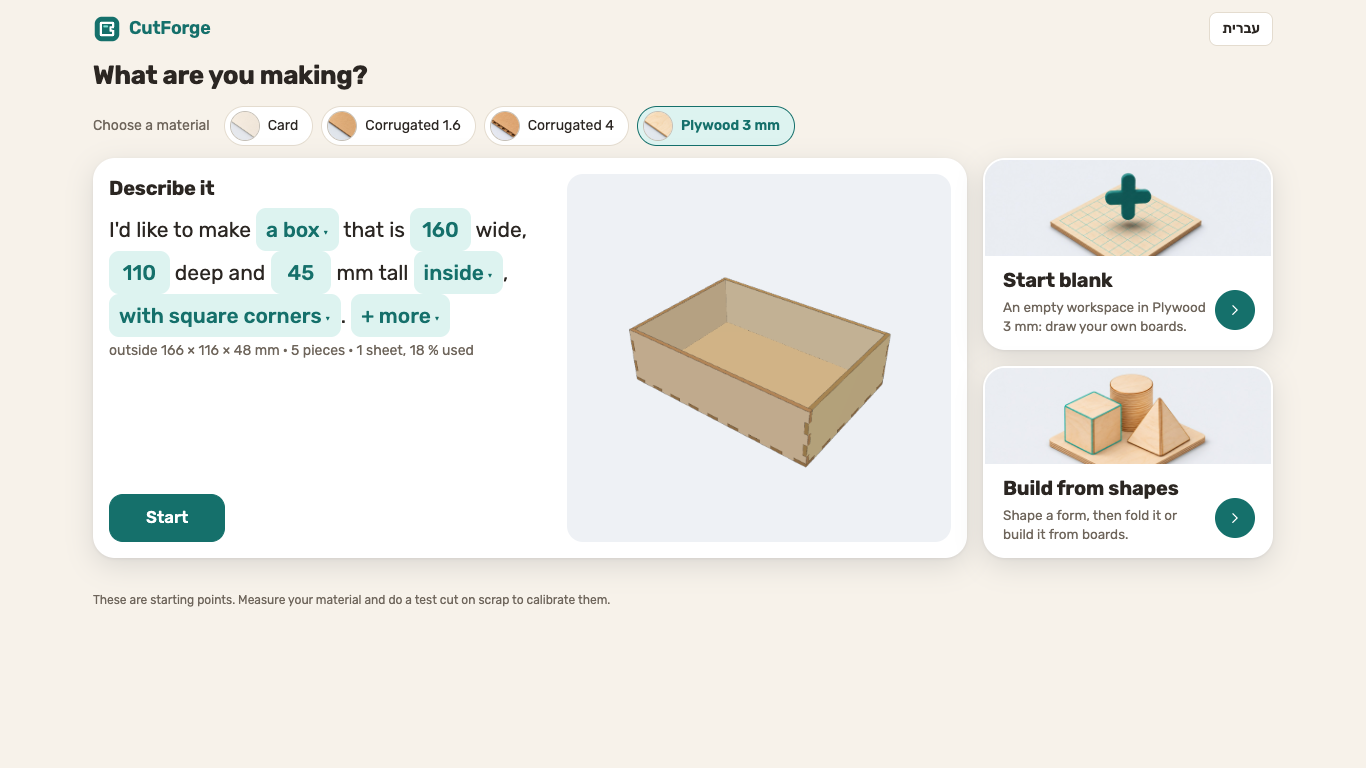 CutForge
עברית
What are you making?
Choose a material
Card
Corrugated 1.6
Corrugated 4
Plywood 3 mm
Describe it
I'd like to make a box that is 160 wide,
110 deep and 45 mm tall inside,
with square corners. + more
outside 166 × 116 × 48 mm • 5 pieces • 1 sheet, 18 % used
Start
Start blank
An empty workspace in Plywood
3 mm: draw your own boards.
Build from shapes
Shape a form, then fold it or
build it from boards.
These are starting points. Measure your material and do a test cut on scrap to calibrate them.